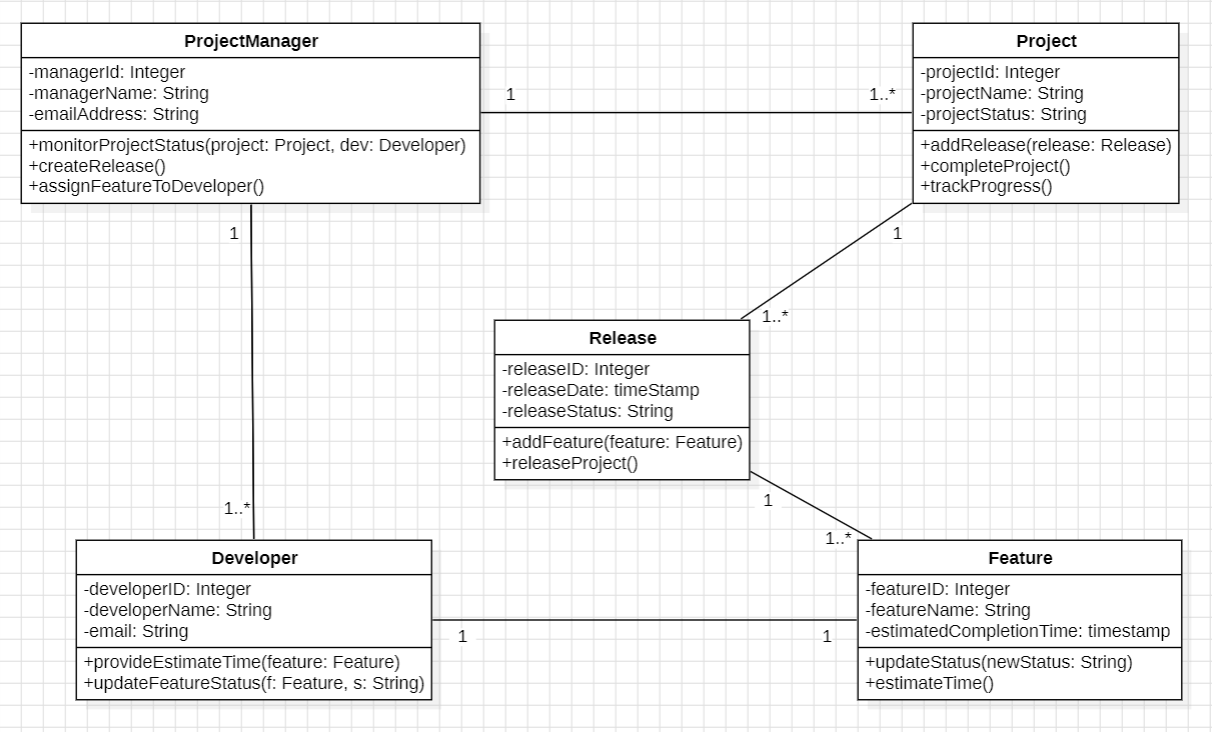 ProjectManager
-managerId: Integer
-managerName: String
-emailAddress: String
+monitorProjectStatus(project: Project, dev: Developer)
+createRelease()
+assignFeatureToDeveloper()
1
1..*
Project
-projectId: Integer
-projectName: String
-projectStatus: String
+addRelease(release: Release)
+completeProject()
+trackProgress()
1
1
1..*
Release
-releaseID: Integer
-releaseDate: timeStamp
-releaseStatus: String
+addFeature(feature: Feature)
+releaseProject()
1
1..*
1..*
Developer
-developerID: Integer
-developerName: String
-email: String
+provideEstimateTime(feature: Feature)
+updateFeatureStatus(f: Feature, s: String)
1
1
Feature
-featureID: Integer
-featureName: String
-estimatedCompletionTime: timestamp
+updateStatus(newStatus: String)
+estimateTime()